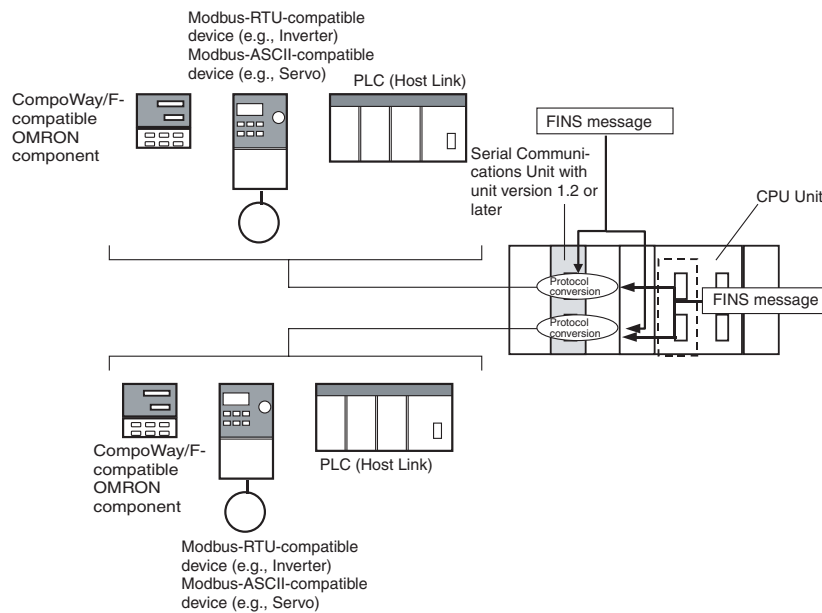 Modbus-RTU-compatible
device (e.g., Inverter)
Modbus-ASCII-compatible
device (e.g., Servo)
PLC (Host Link)
CompoWay/F-
compatible
OMRON
component
FINS message
Serial Communi-
cations Unit with
unit version 1.2 or
later
CPU Unit
Protocol
conversion
FINS message
Protocol
conversion
CompoWay/F-
compatible
OMRON
component
PLC (Host Link)
Modbus-RTU-compatible
device (e.g., Inverter)
Modbus-ASCII-compatible
device (e.g., Servo)